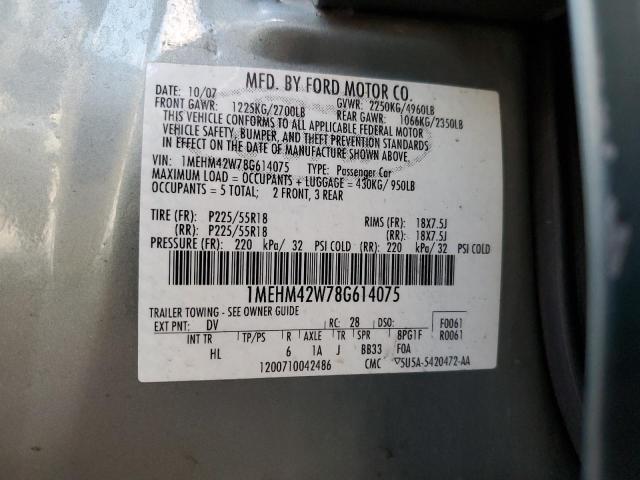 MFD. BY FORD MOTOR CO.
DATE: 10/07 GVWR: 2250KG/4960LB
FRONT GAWR: 1225KG/2700LB REAR GAWR: 1066KG/2350LB
THIS VEHICLE CONFORMS TO ALL APPLICABLE FEDERAL MOTOR
VEHICLE SAFETY, BUMPER, AND THEFT PREVENTION STANDARDS
IN EFFECT ON THE DATE OF MANUFACTURE SHOWN ABOVE.
VIN: 1MEHM42W78G614075 TYPE: Passenger Car
MAXIMUM LOAD = OCCUPANTS + LUGGAGE = 430KG/ 950LB
OCCUPANTS = 5 TOTAL; 2 FRONT, 3 REAR
TIRE (FR): P225/55R18 RIMS (FR): 18X7.5J
(RR): P225/55R18 (RR): 18X7.5J
PRESSURE (FR): 220 kPa/ 32 PSI COLD (RR): 220 kPa/ 32 PSI COLD
1MEHM42W78G614075
TRAILER TOWING - SEE OWNER GUIDE
EXT PNT: DV RC: 28 DSO: F0061
R0061
INT TR TP/PS R AXLE TR SPR BPG1F
HL 6 1A J BB33 F0A
1200710042486 CMC 5U5A-5420472-AA